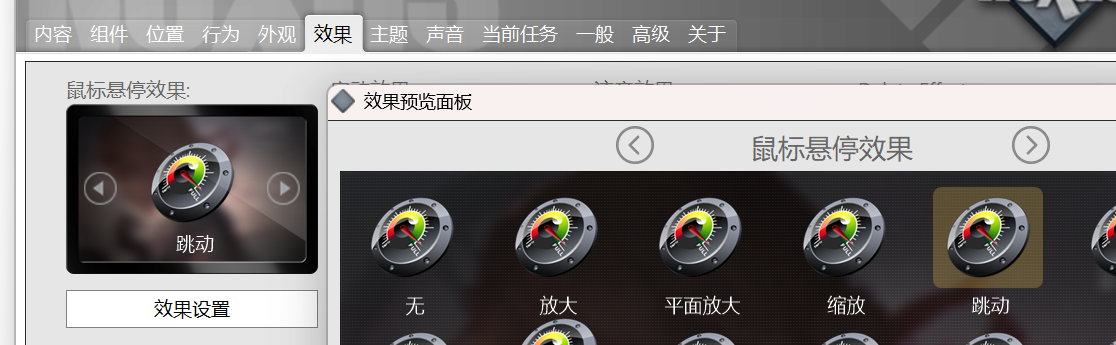 内容 组件 位置 行为 外观 效果 主题 声音 当前任务 一般 高级 关于
鼠标悬停效果:
效果预览面板
鼠标悬停效果
跳动
效果设置
无 放大 平面放大 缩放 跳动